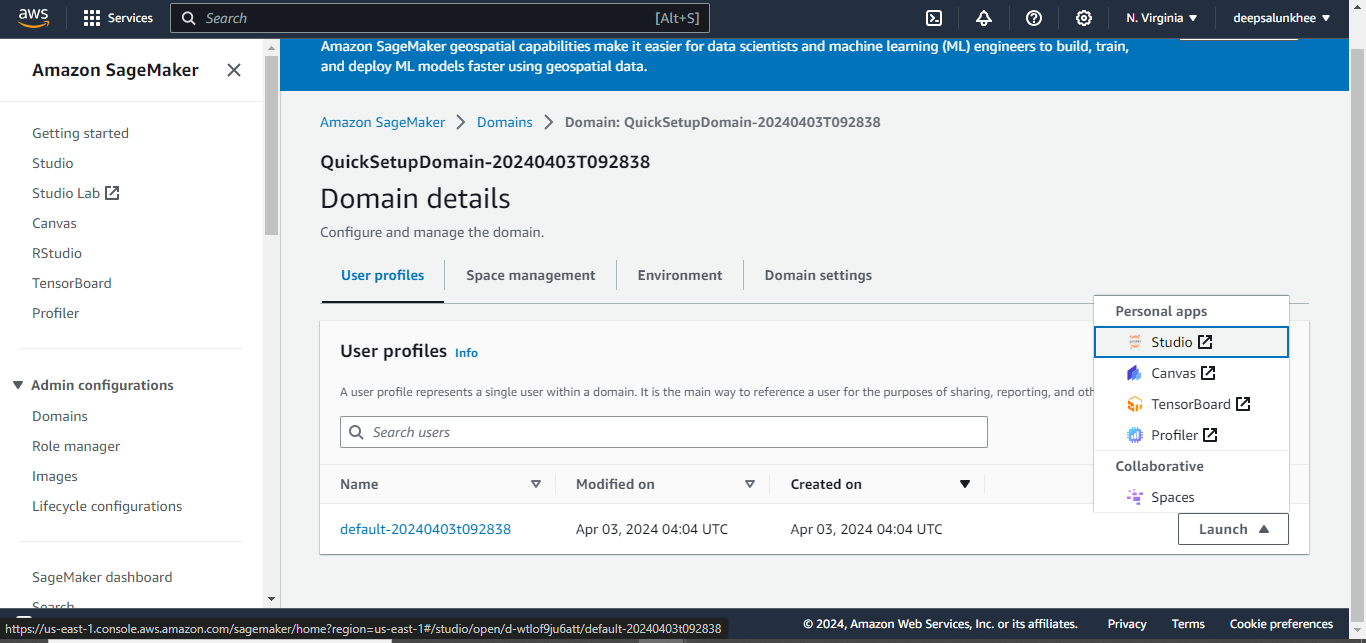 aws
Services
Search
[Alt+S]
N. Virginia
deepsalunkhee
Amazon SageMaker
Getting started
Studio
Studio Lab
Canvas
RStudio
TensorBoard
Profiler
Admin configurations
Domains
Role manager
Images
Lifecycle configurations
SageMaker dashboard
Search
Amazon SageMaker geospatial capabilities make it easier for data scientists and machine learning (ML) engineers to build, train,
and deploy ML models faster using geospatial data.
Amazon SageMaker
Domains
Domain: QuickSetupDomain-20240403T092838
QuickSetupDomain-20240403T092838
Domain details
Configure and manage the domain.
User profiles
Space management
Environment
Domain settings
User profiles Info
A user profile represents a single user within a domain. It is the main way to reference a user for the purposes of sharing, reporting, and
Search users
Name
Modified on
Created on
default-20240403t092838
Apr 03, 2024 04:04 UTC
Apr 03, 2024 04:04 UTC
Personal apps
Studio
Canvas
TensorBoard
Profiler
Collaborative
Spaces
Launch
https://us-east-1.console.aws.amazon.com/sagemaker/home?region=us-east-1#/studio/open/d-wtlof9ju6att/default-20240403t092838
© 2024, Amazon Web Services, Inc. or its affiliates.
Privacy
Terms
Cookie preferences